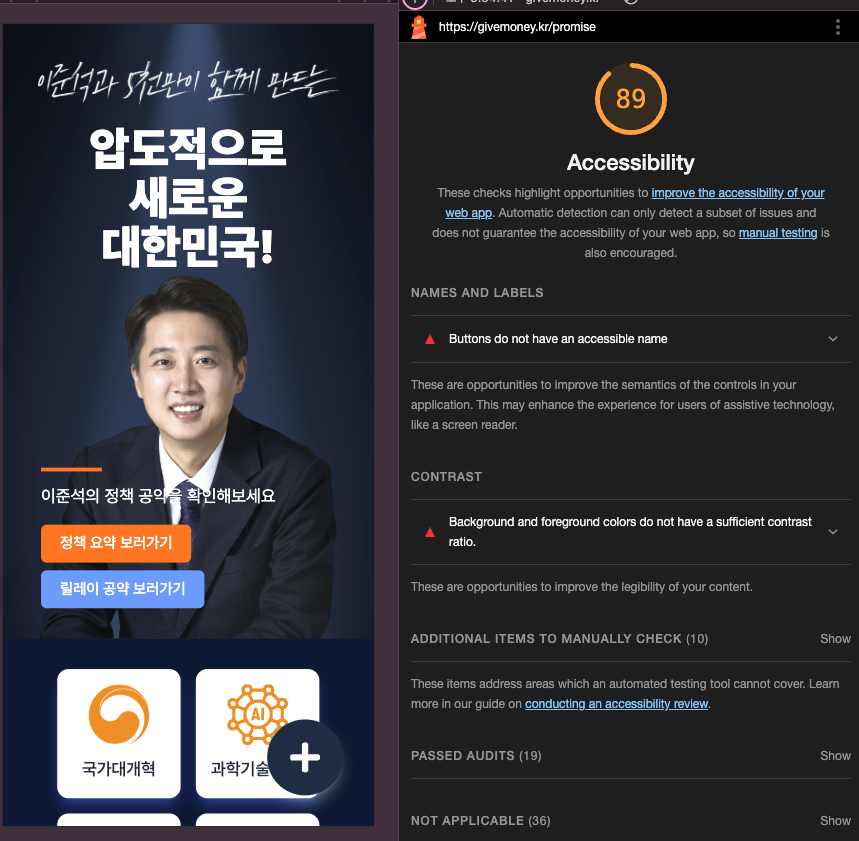 이준석과 5천만이 함께 만드는
압도적으로
새로운
대한민국!
이준석의 정책 공약을 확인해보세요
정책 요약 보러가기
릴레이 공약 보러가기
국가대개혁
AI
과학기술
https://givemoney.kr/promise
89
Accessibility
These checks highlight opportunities to improve the accessibility of your
web app. Automatic detection can only detect a subset of issues and
does not guarantee the accessibility of your web app, so manual testing is
also encouraged.
NAMES AND LABELS
Buttons do not have an accessible name
These are opportunities to improve the semantics of the controls in your
application. This may enhance the experience for users of assistive technology,
like a screen reader.
CONTRAST
Background and foreground colors do not have a sufficient contrast
ratio.
These are opportunities to improve the legibility of your content.
ADDITIONAL ITEMS TO MANUALLY CHECK (10) Show
These items address areas which an automated testing tool cannot cover. Learn
more in our guide on conducting an accessibility review.
PASSED AUDITS (19) Show
NOT APPLICABLE (36) Show